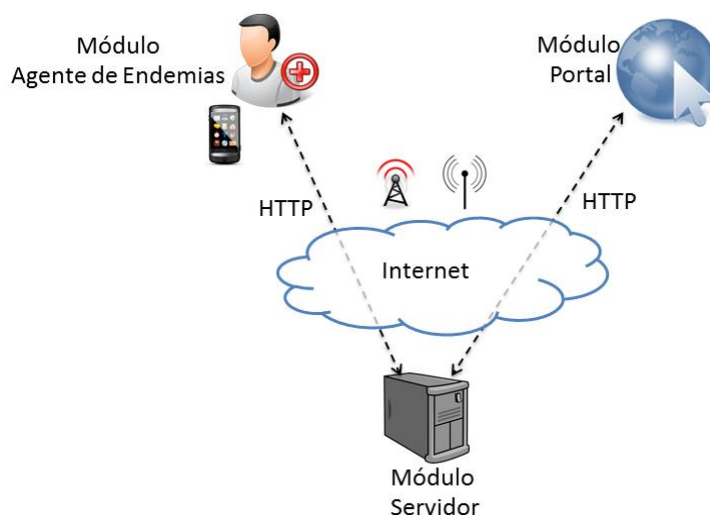 Módulo
Agente de Endemias
Módulo
Portal
HTTP
HTTP
Internet
Módulo
Servidor